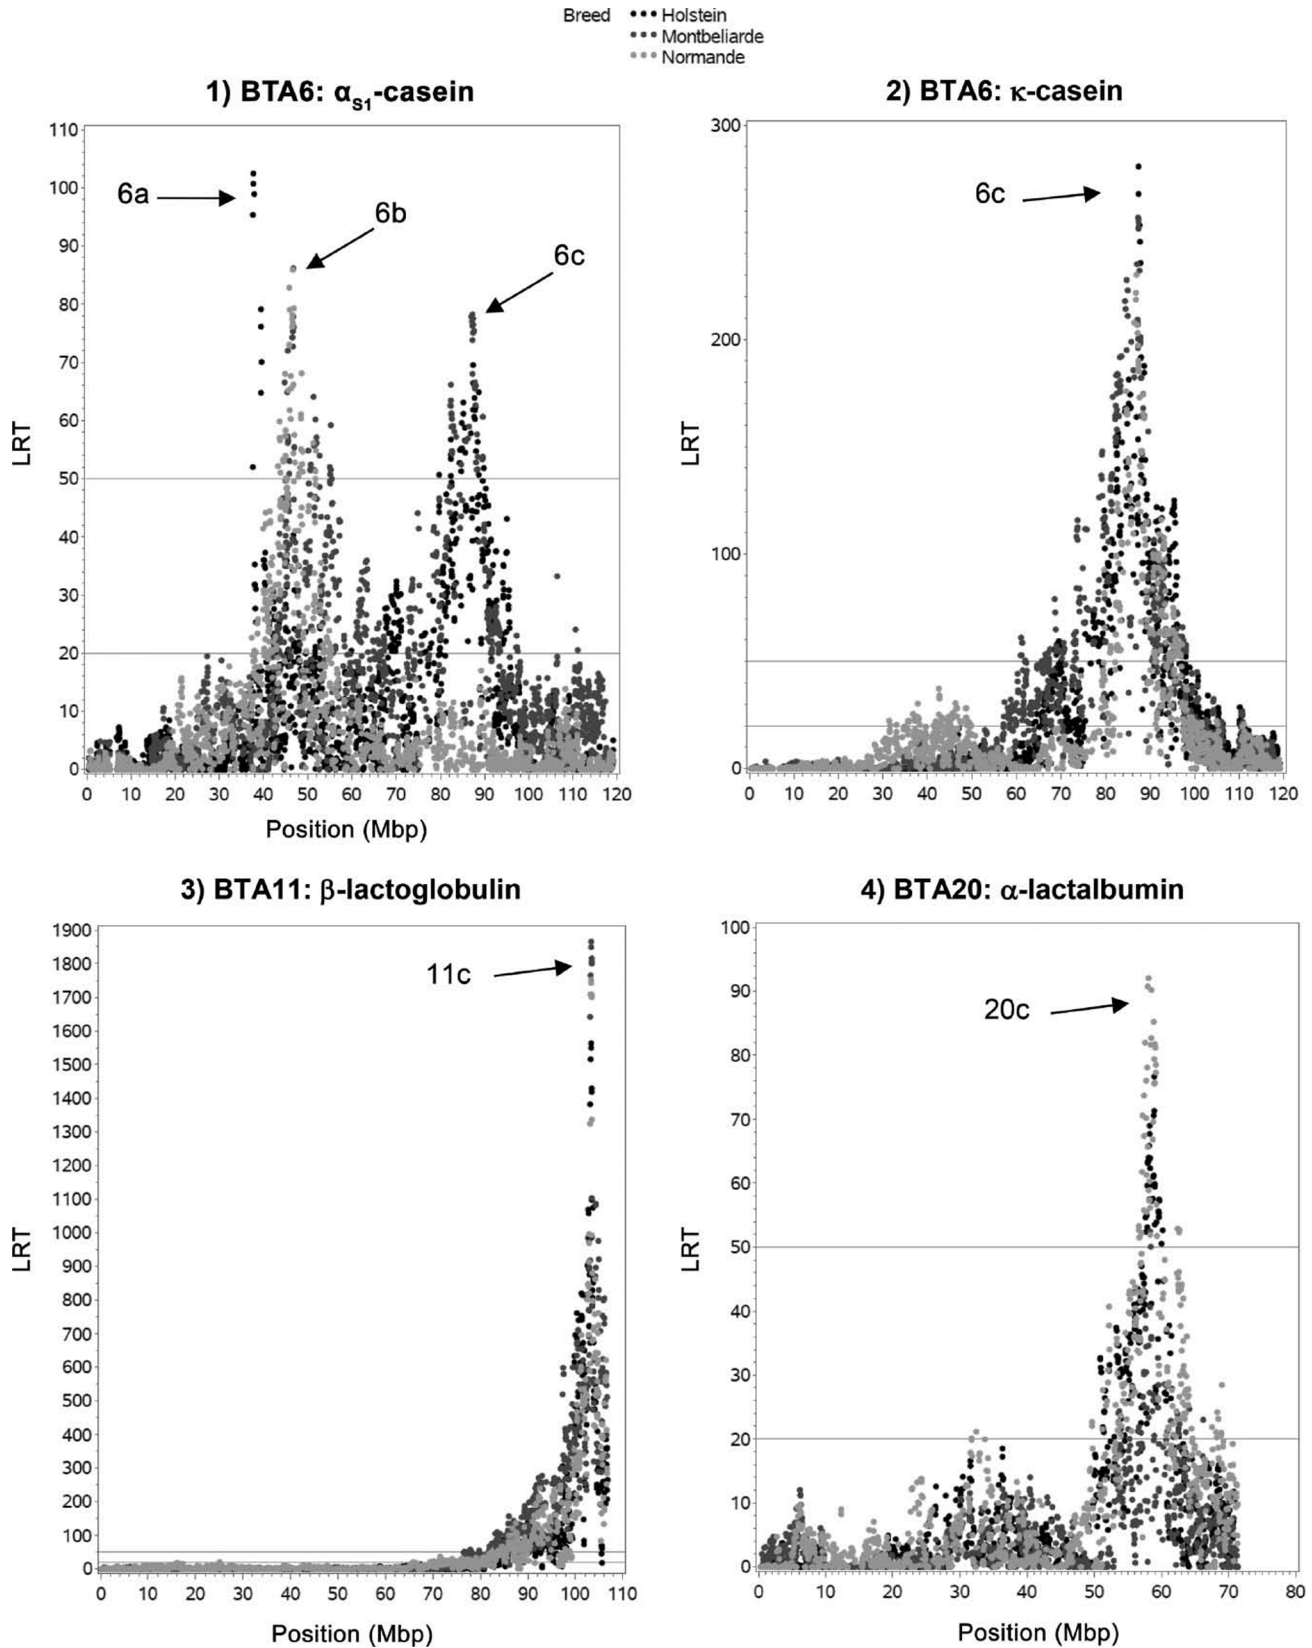 Breed
Holstein
Montbeliarde
Normande
1) BTA6: αS1-casein
110
100
90
80
70
60
50
40
30
20
10
0
LRT
6a
6b
6c
0 10 20 30 40 50 60 70 80 90 100 110 120
Position (Mbp)
2) BTA6: κ-casein
300
200
100
0
LRT
6c
0 10 20 30 40 50 60 70 80 90 100 110 120
Position (Mbp)
3) BTA11: β-lactoglobulin
1900
1800
1700
1600
1500
1400
1300
1200
1100
1000
900
800
700
600
500
400
300
200
100
0
LRT
11c
0 10 20 30 40 50 60 70 80 90 100 110
Position (Mbp)
4) BTA20: α-lactalbumin
100
90
80
70
60
50
40
30
20
10
0
LRT
20c
0 10 20 30 40 50 60 70 80
Position (Mbp)